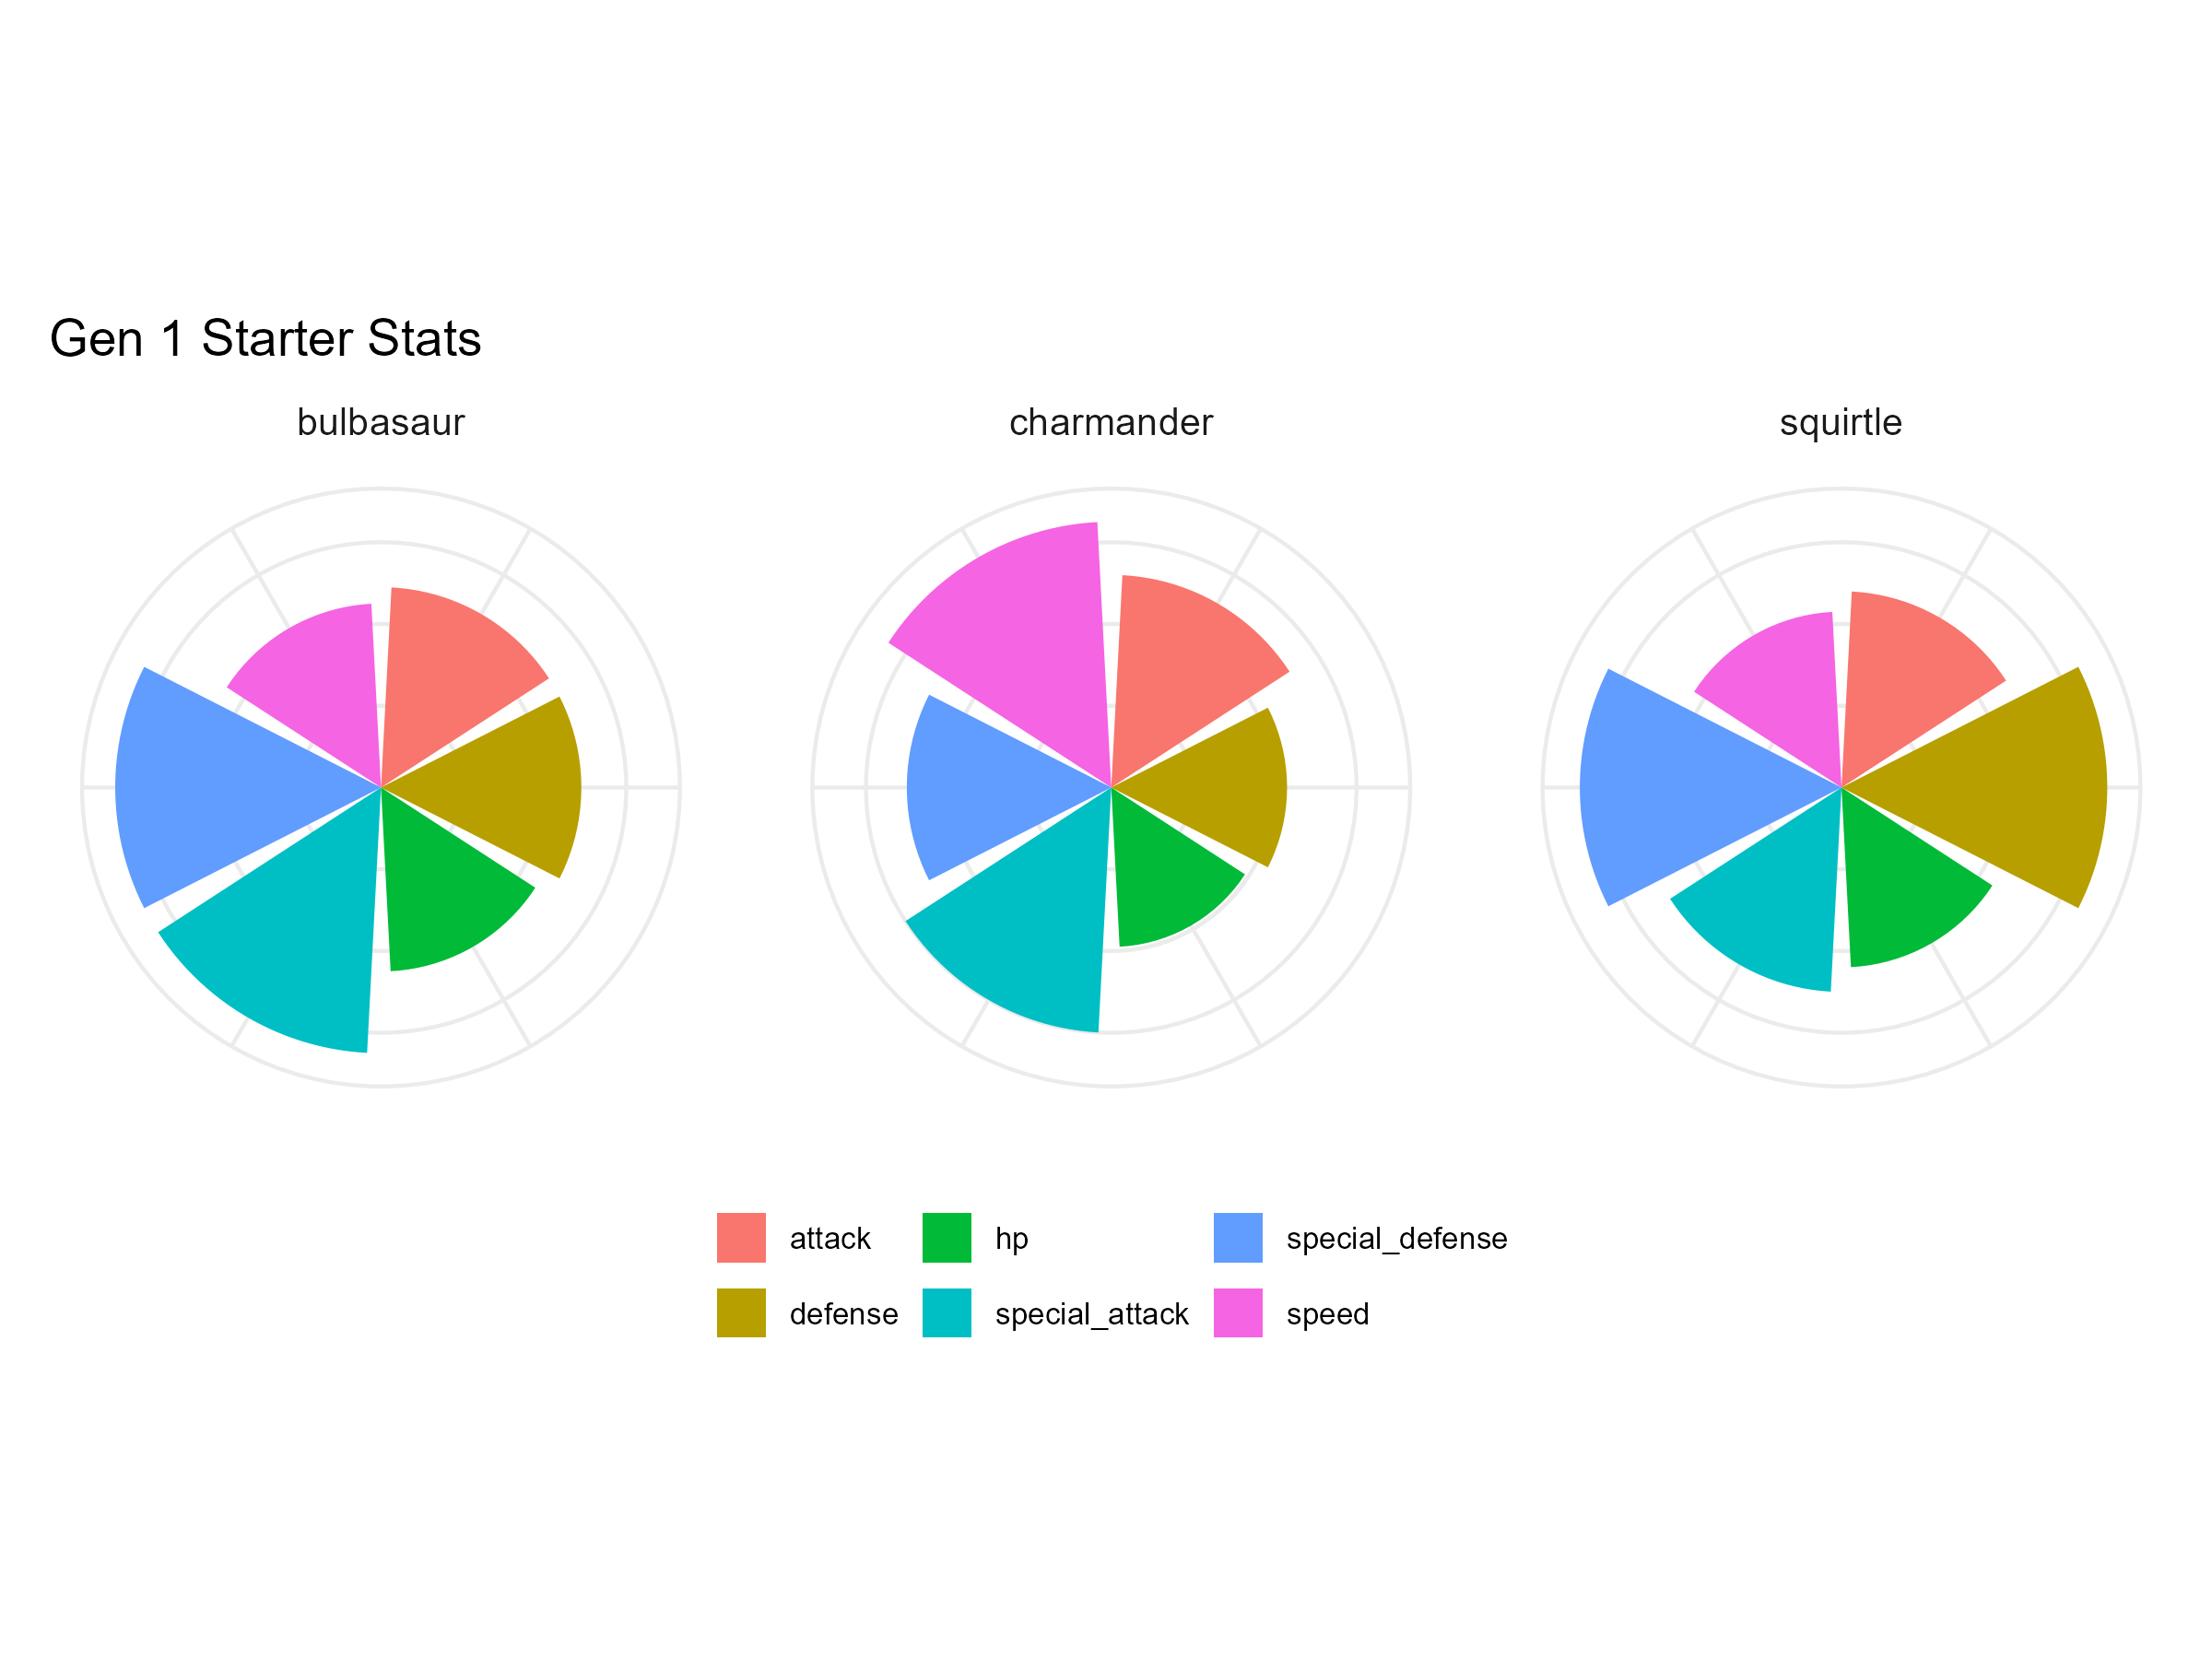 Gen 1 Starter Stats
bulbasaur
charmander
squirtle
attack
hp
special_defense
defense
special_attack
speed